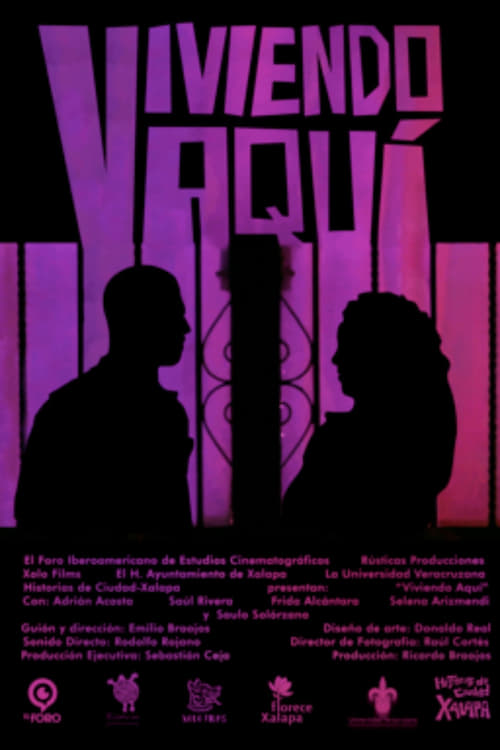 VIVIENDO
AQUÍ
El Foro Iberoamericano de Estudios Cinematográficos Rústicas Producciones
Xalo Films El H. Ayuntamiento de Xalapa La Universidad Veracruzana
Historias de Ciudad-Xalapa presentan: "Viviendo Aquí"
Con: Adrián Acosta Saúl Rivera Frida Alcántara Selena Arizmendi
y Saulo Solórzano
Guión y dirección: Emilio Braojos Diseño de arte: Donaldo Real
Sonido Directo: Rodolfo Rojano Director de Fotografía: Raúl Cortés
Producción Ejecutiva: Sebastián Ceja Producción: Ricardo Braojos
EL FORO
florece
Xalapa
Historias de
Ciudad
XALAPA